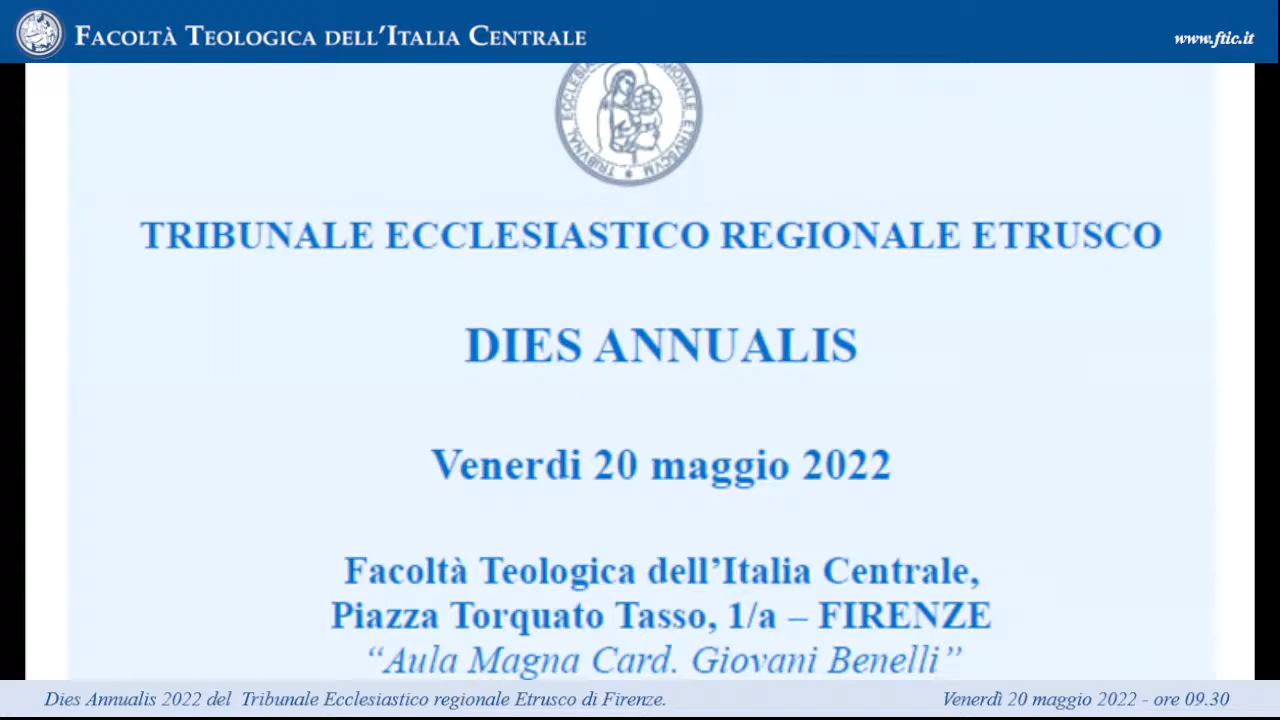 FACOLTÀ TEOLOGICA DELL'ITALIA CENTRALE
www.ftic.it
TRIBUNALE ECCLESIASTICO REGIONALE ETRUSCO
DIES ANNUALIS
Venerdi 20 maggio 2022
Facoltà Teologica dell'Italia Centrale,
Piazza Torquato Tasso, 1/a – FIRENZE
“Aula Magna Card. Giovani Benelli”
Dies Annualis 2022 del Tribunale Ecclesiastico regionale Etrusco di Firenze.
Venerdì 20 maggio 2022 - ore 09.30